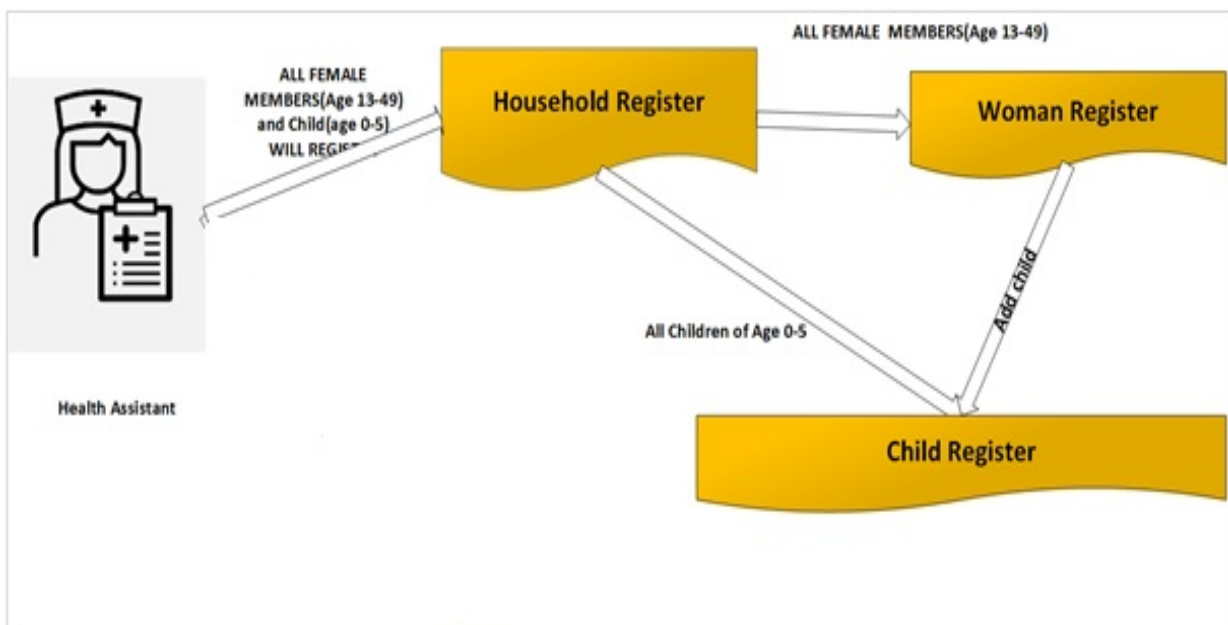 ALL FEMALE MEMBERS(Age 13-49)
ALL FEMALE
MEMBERS(Age 13-49)
and Child(age 0-5)
WILL
Household Register
Woman Register
Add child
All Children of Age 0-5
Health Assistant
Child Register